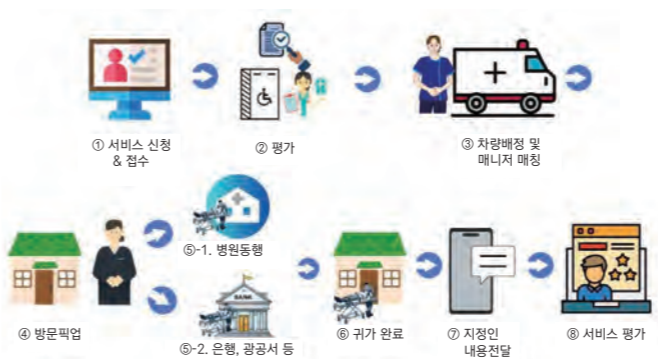 ① 서비스 신청
& 접수
② 평가
③ 차량배정 및
매니저 매칭
④ 방문픽업
⑤-1. 병원동행
BANK
⑤-2. 은행, 광공서 등
⑥ 귀가 완료
⑦ 지정인
내용전달
⑧ 서비스 평가